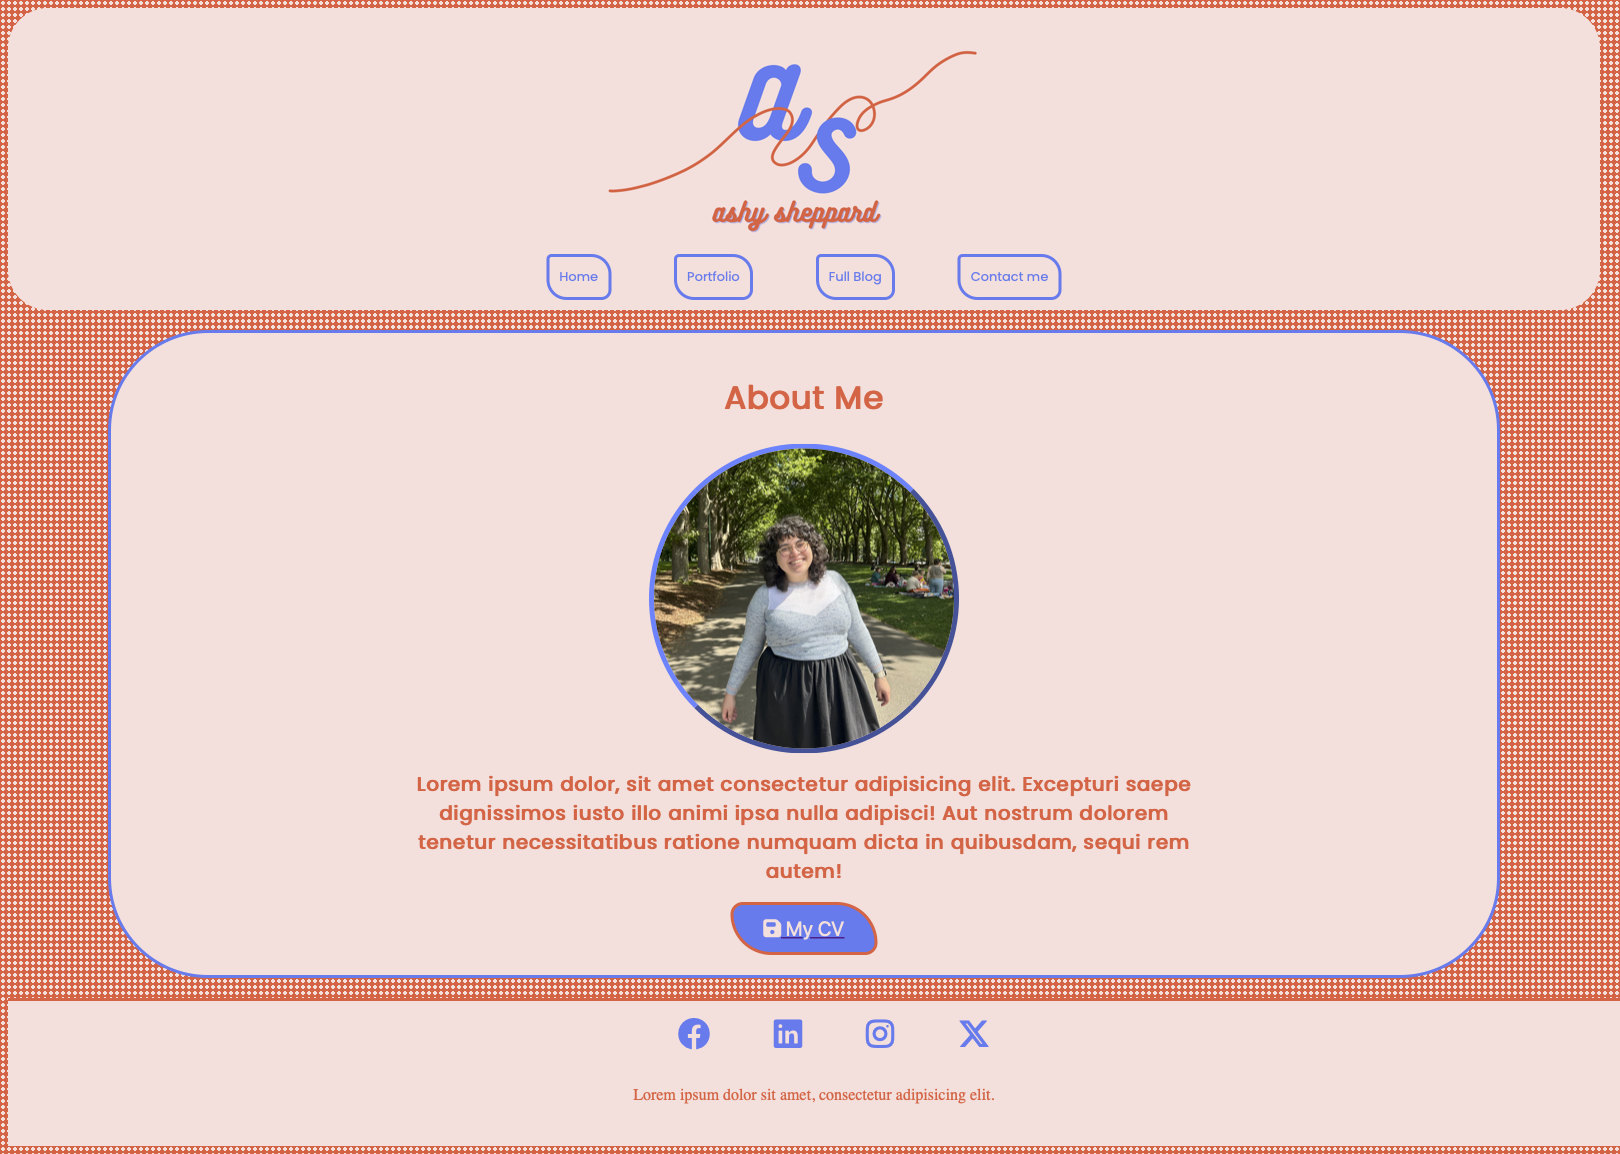 as
ashy sheppard
Home Portfolio Full Blog Contact me
About Me
Lorem ipsum dolor, sit amet consectetur adipisicing elit. Excepturi saepe
dignissimos iusto illo animi ipsa nulla adipisci! Aut nostrum dolorem
tenetur necessitatibus ratione numquam dicta in quibusdam, sequi rem
autem!
My CV
Lorem ipsum dolor sit amet, consectetur adipisicing elit.